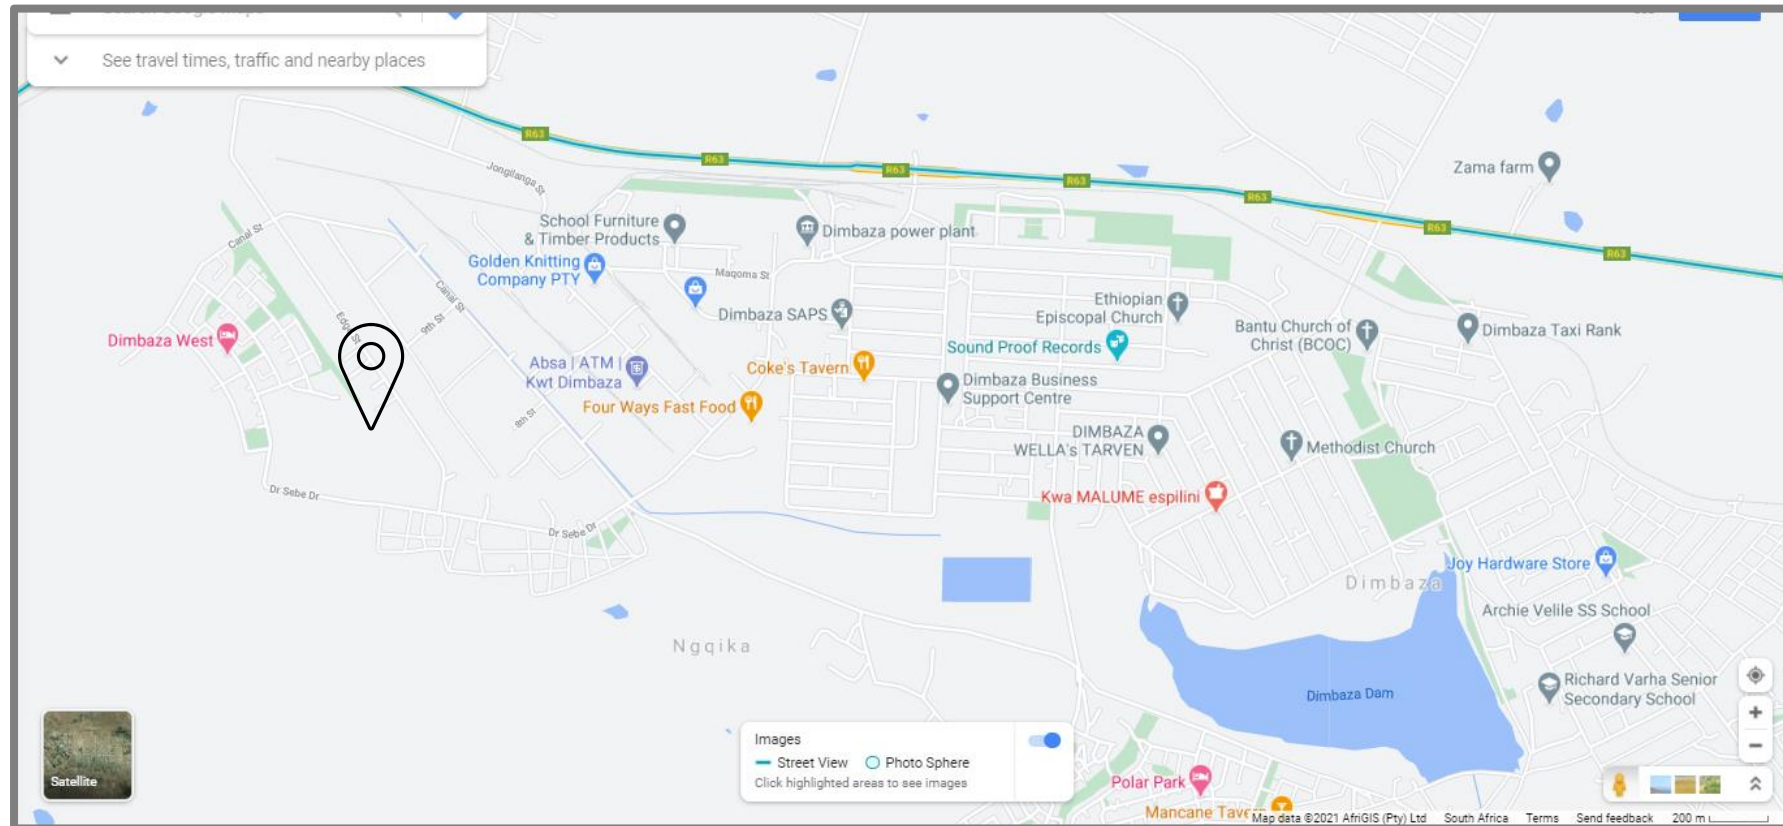 See travel times, traffic and nearby places
R63
R63
R63
R63
R63
R63
R63
Zama farm
Jongilanga St
School Furniture
& Timber Products
Dimbaza power plant
Canal St
Golden Knitting
Company PTY
Maqoma St
Canal St
Ethiopian
Episcopal Church
Dimbaza SAPS
Edge St
9th St
Bantu Church of
Christ (BCOC)
Dimbaza Taxi Rank
Dimbaza West
Sound Proof Records
Absa | ATM |
Kwt Dimbaza
Coke's Tavern
Dimbaza Business
Support Centre
Four Ways Fast Food
8th St
DIMBAZA
WELLA's TARVEN
Methodist Church
Dr Sebe Dr
Kwa MALUME espilini
Dr Sebe Dr
Joy Hardware Store
Dimbaza
Archie Velile SS School
Ngqika
Richard Varha Senior
Secondary School
Dimbaza Dam
Satellite
Images
Street View
Photo Sphere
Click highlighted areas to see images
Polar Park
Mancane
Map data ©2021 AfriGIS (Pty) Ltd South Africa Terms Send feedback 200 m